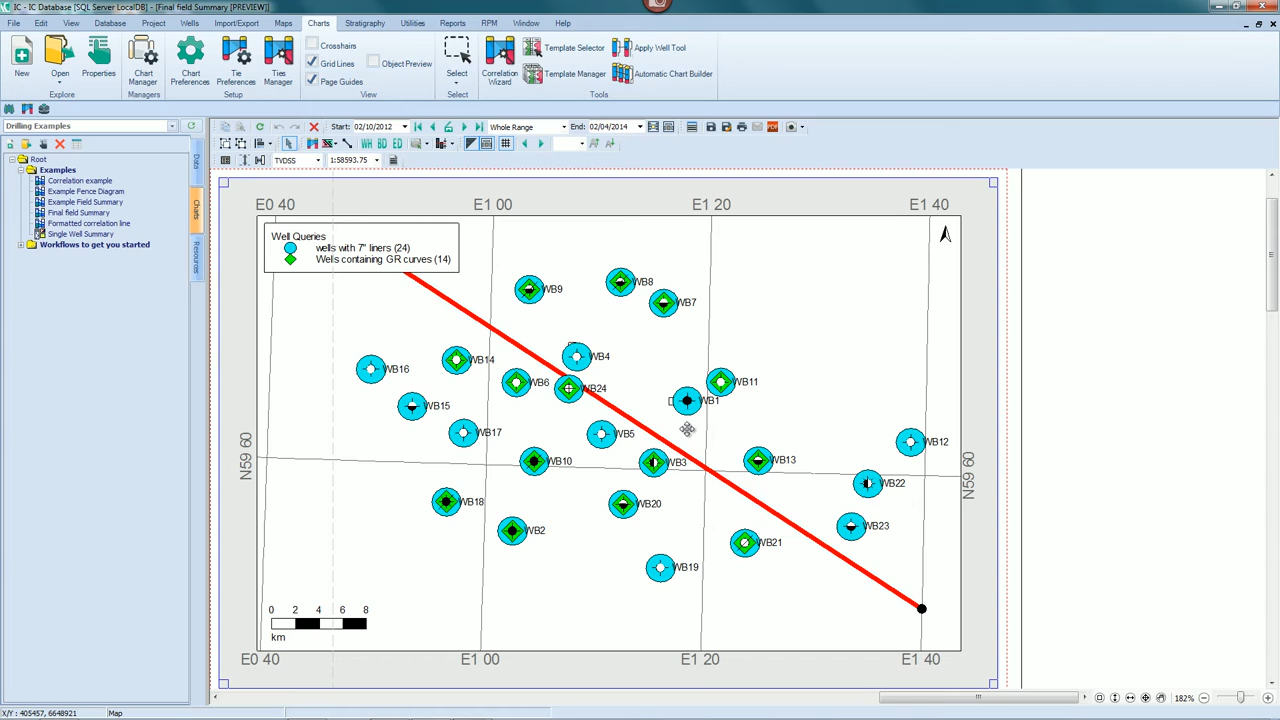 IC - IC Database [SQL Server LocalDB] - [Final field Summary [PREVIEW]]
File Edit View Database Project Wells Import/Export Maps Charts Stratigraphy Utilities Reports RPM Window Help
New Open Properties Chart Manager Chart Preferences Tie Preferences Ties Manager
Crosshairs
Grid Lines Object Preview
Page Guides
Select Correlation Wizard
Template Selector Apply Well Tool
Template Manager Automatic Chart Builder
Explore Managers Setup View Select Tools
Drilling Examples
Start: 02/10/2012 Whole Range End: 02/04/2014
WH BD ED
TVDSS 1:58593.75
PDF
Root
Examples
Correlation example
Example Fence Diagram
Example Field Summary
Final field Summary
Formatted correlation line
Single Well Summary
Workflows to get you started
Data
Charts
Resources
E0 40 E1 00 E1 20 E1 40
Well Queries
wells with 7" liners (24)
Wells containing GR curves (14)
WB8
WB9
WB7
WB4
WB14
WB16
WB6
WB24
WB11
WB1
WB15
WB17
WB5
WB12
N59 60
WB10
WB3
WB13
N59 60
WB22
WB18
WB20
WB23
WB2
WB21
WB19
0 2 4 6 8
km
E0 40 E1 00 E1 20 E1 40
182%
X/Y : 405457, 6648921 Map